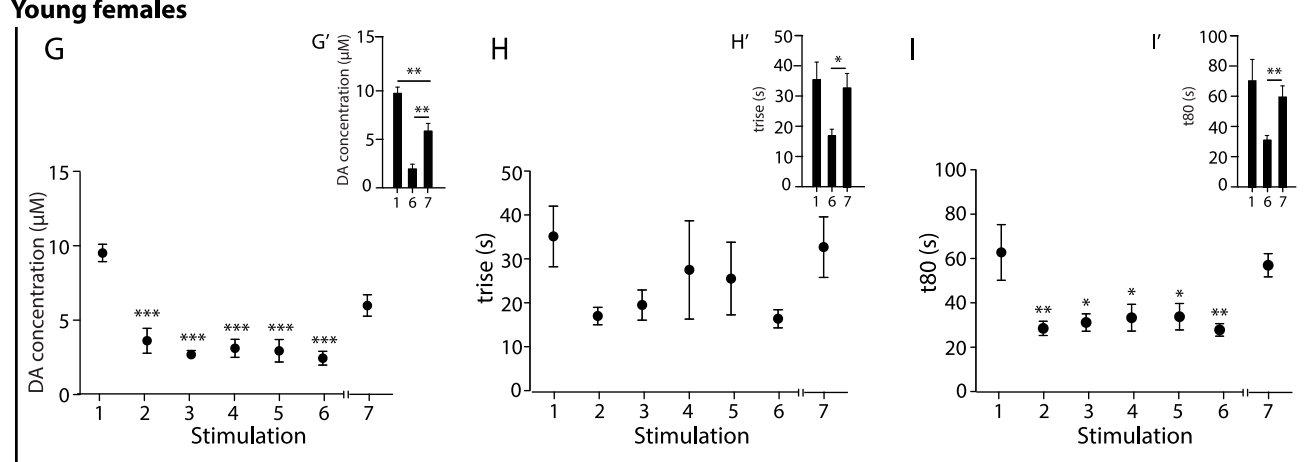 Young females
G
DA concentration (μM)
15
10
5
0
***
***
***
***
***
1 2 3 4 5 6 7
Stimulation
G’
DA concentration (μM)
15
10
5
0
**
**
1 6 7
H
trise (s)
50
40
30
20
10
0
1 2 3 4 5 6 7
Stimulation
H’
trise (s)
50
40
30
20
10
0
*
1 6 7
I
t80 (s)
100
80
60
40
20
0
**
*
*
*
**
1 2 3 4 5 6 7
Stimulation
I’
t80 (s)
100
80
60
40
20
0
**
1 6 7